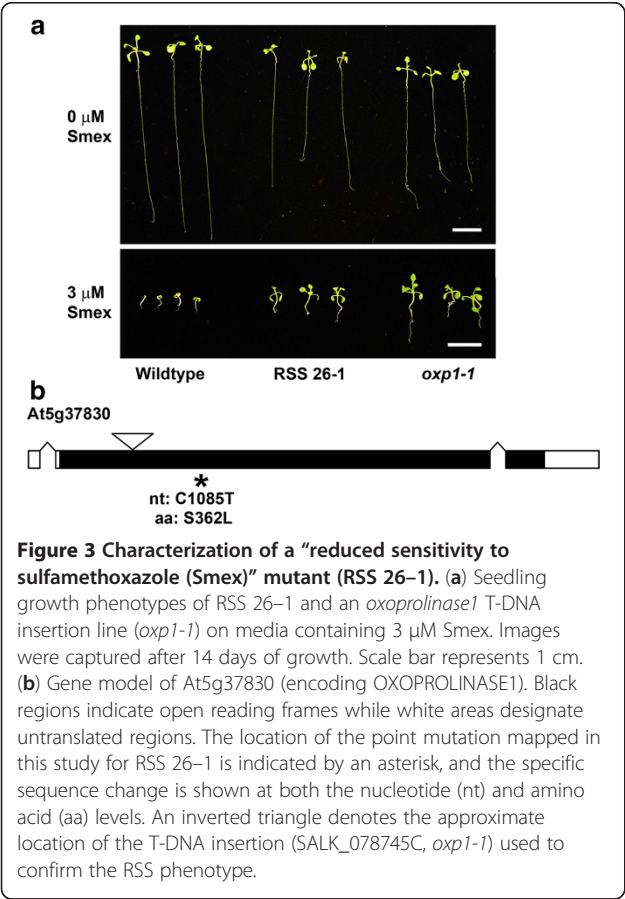 a
0 μM
Smex
3 μM
Smex
Wildtype RSS 26-1 oxp1-1
b
At5g37830
*
nt: C1085T
aa: S362L
Figure 3 Characterization of a “reduced sensitivity to
sulfamethoxazole (Smex)” mutant (RSS 26–1). (a) Seedling
growth phenotypes of RSS 26–1 and an oxoprolinase1 T-DNA
insertion line (oxp1-1) on media containing 3 μM Smex. Images
were captured after 14 days of growth. Scale bar represents 1 cm.
(b) Gene model of At5g37830 (encoding OXOPROLINASE1). Black
regions indicate open reading frames while white areas designate
untranslated regions. The location of the point mutation mapped in
this study for RSS 26–1 is indicated by an asterisk, and the specific
sequence change is shown at both the nucleotide (nt) and amino
acid (aa) levels. An inverted triangle denotes the approximate
location of the T-DNA insertion (SALK_078745C, oxp1-1) used to
confirm the RSS phenotype.